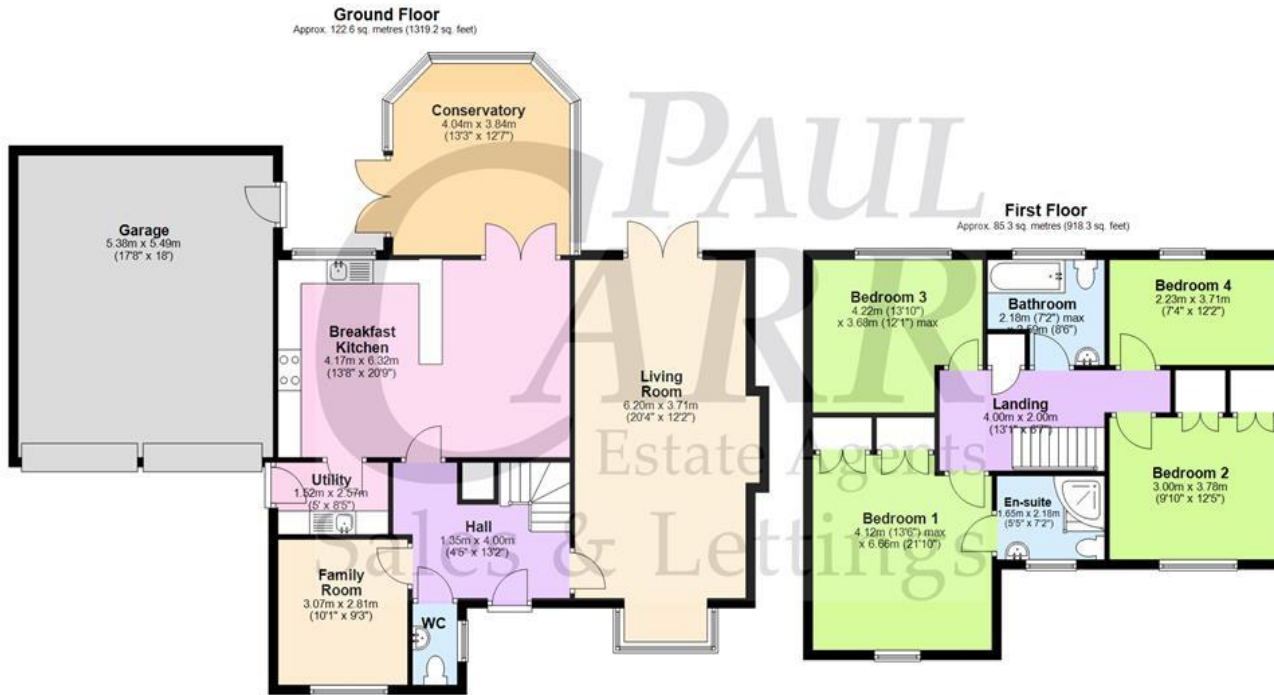 Ground Floor
Approx. 122.6 sq. metres (1319.2 sq. feet)
Conservatory
4.04m x 3.84m
(13'3" x 12'7")
Garage
5.38m x 5.49m
(17'8" x 18')
Breakfast
Kitchen
4.17m x 6.32m
(13'8" x 20'9")
Living
Room
6.20m x 3.71m
(20'4" x 12'2")
Utility
1.52m x 2.57m
(5' x 8'5")
Hall
1.35m x 4.00m
(4'5" x 13'2")
Family
Room
3.07m x 2.81m
(10'1" x 9'3")
WC
First Floor
Approx. 85.3 sq. metres (918.3 sq. feet)
Bedroom 3
4.22m (13'10")
x 3.68m (12'1") max
Bathroom
2.18m (7'2") max
x 2.59m (8'6")
Bedroom 4
2.23m x 3.71m
(7'4" x 12'2")
Landing
4.00m x 2.00m
(13'1" x 6'7")
Bedroom 1
4.12m (13'6") max
x 6.66m (21'10")
En-suite
1.65m x 2.18m
(5'5" x 7'2")
Bedroom 2
3.00m x 3.78m
(9'10" x 12'5")
PAUL
CARR
Estate Agents
Sales & Lettings